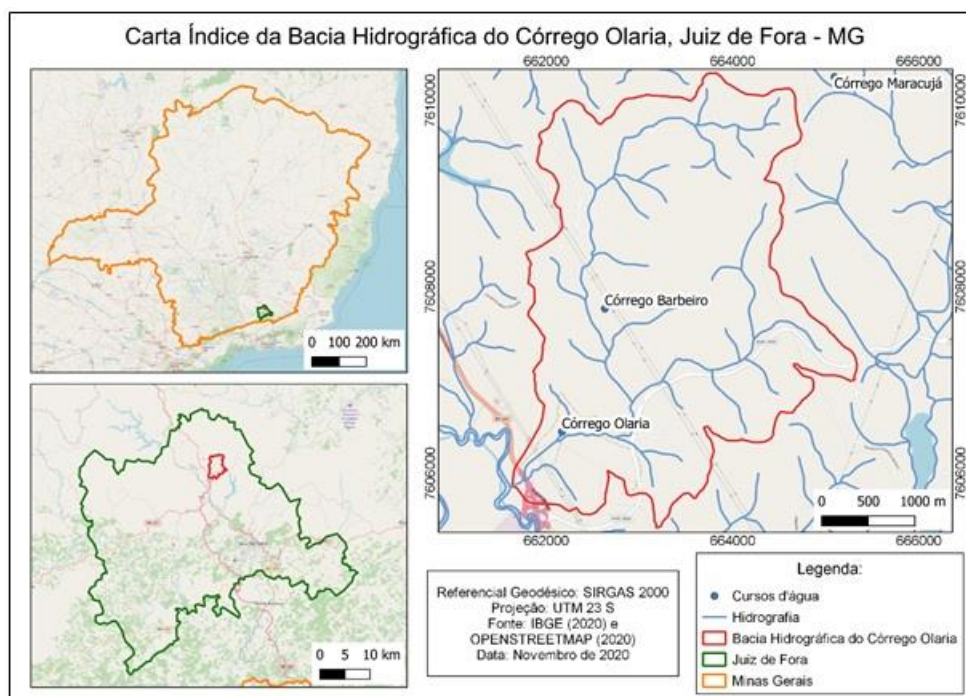 Carta Índice da Bacia Hidrográfica do Córrego Olaria, Juiz de Fora - MG
0 100 200 km
0 5 10 km
662000 664000 666000
7610000
7608000
7606000
Córrego Maracujá
Córrego Barbeiro
Córrego Olaria
7610000
7608000
7606000
0 500 1000 m
662000 664000 666000
Referencial Geodésico: SIRGAS 2000
Projeção: UTM 23 S
Fonte: IBGE (2020) e
OPENSTREETMAP (2020)
Data: Novembro de 2020
Legenda:
Cursos d'água
Hidrografia
Bacia Hidrográfica do Córrego Olaria
Juiz de Fora
Minas Gerais